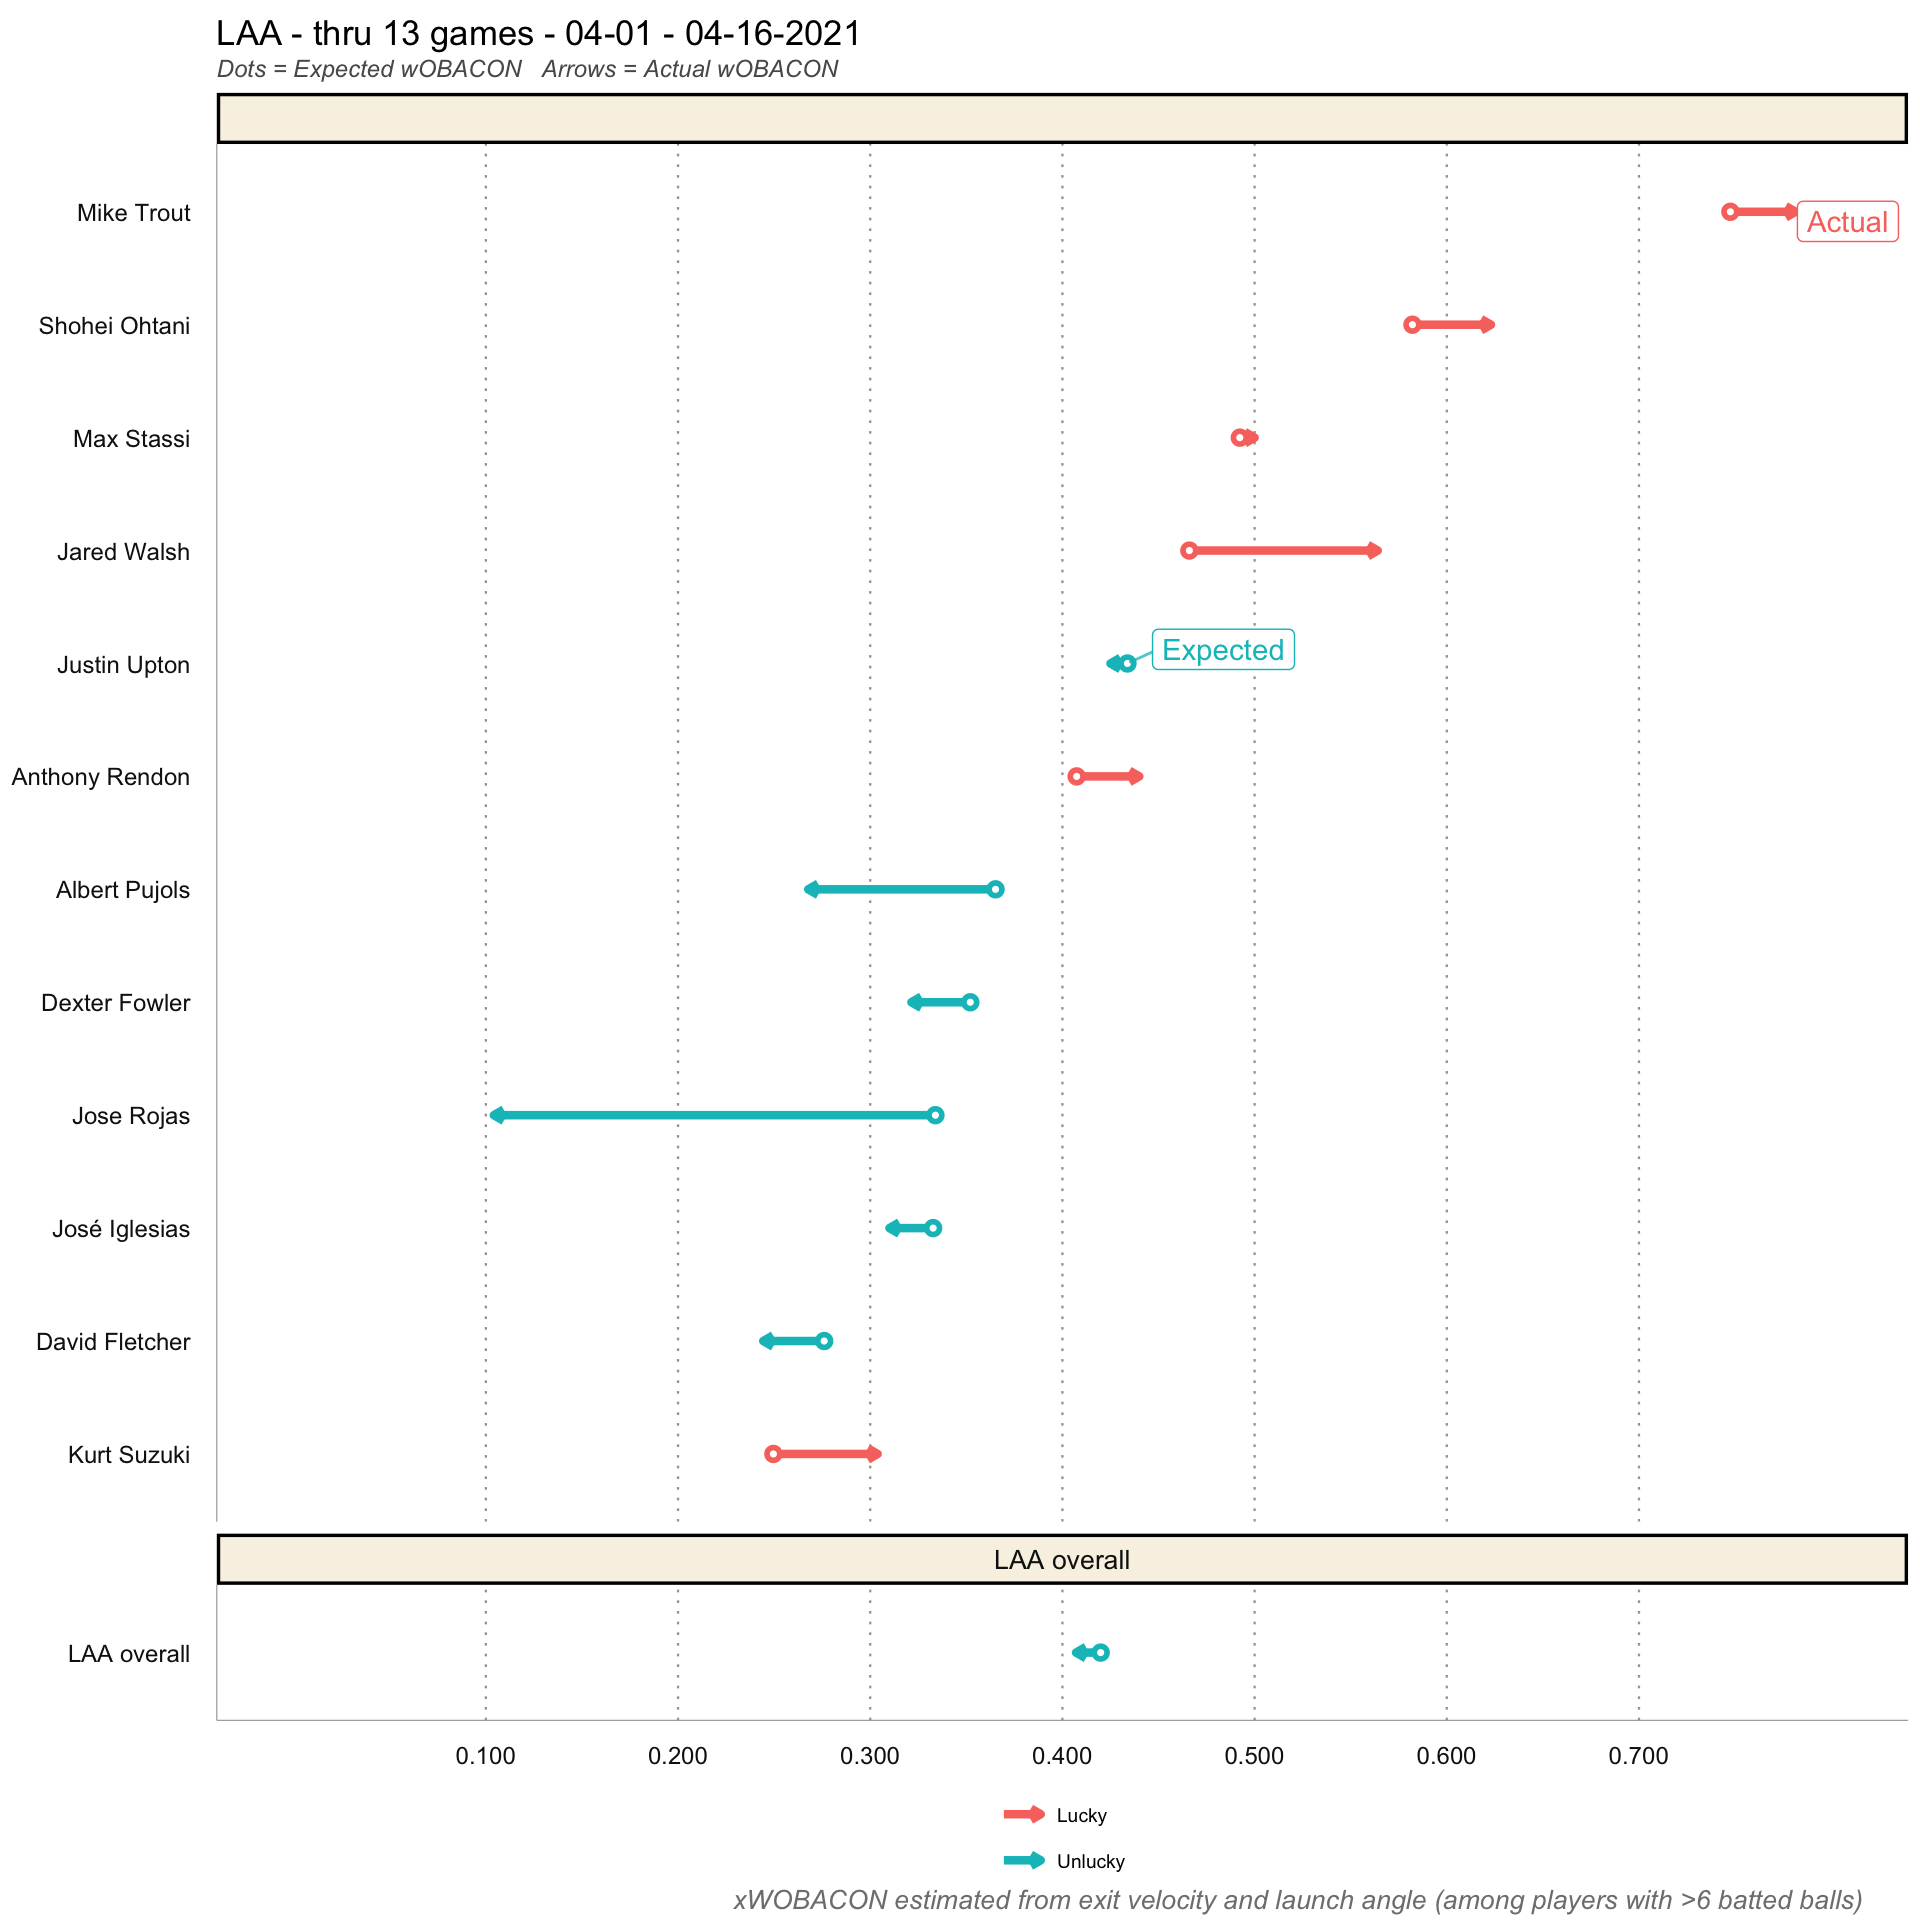 LAA - thru 13 games - 04-01 - 04-16-2021
Dots = Expected wOBACON   Arrows = Actual wOBACON
Mike Trout
Actual
Shohei Ohtani
Max Stassi
Jared Walsh
Justin Upton
Expected
Anthony Rendon
Albert Pujols
Dexter Fowler
Jose Rojas
José Iglesias
David Fletcher
Kurt Suzuki
LAA overall
LAA overall
0.100 0.200 0.300 0.400 0.500 0.600 0.700
Lucky
Unlucky
xWOBACON estimated from exit velocity and launch angle (among players with >6 batted balls)